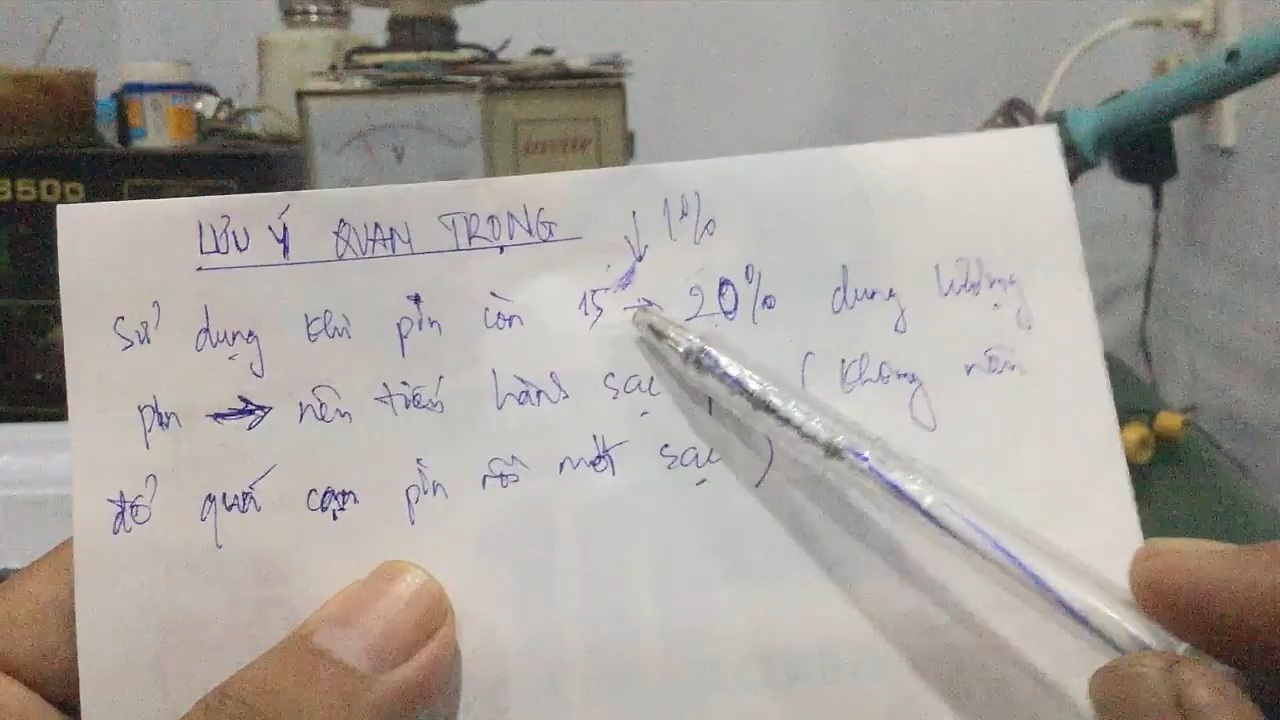 850D
V
LƯU Ý QUAN TRỌNG ↓ 1%
Sử dụng khi pin còn 15 → 20% dung lượng
pin → nên tiến hành sạc (không nên
để quá cạn pin rồi mới sạc)